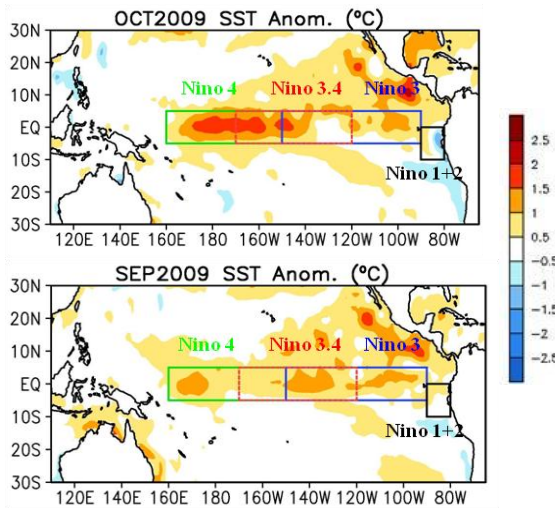 OCT2009 SST Anom. (ºC)
30N
20N
10N
EQ
10S
20S
30S
Nino 4
Nino 3.4
Nino 3
Nino 1+2
120E 140E 160E 180 160W 140W 120W 100W 80W
SEP2009 SST Anom. (ºC)
30N
20N
10N
EQ
10S
20S
30S
Nino 4
Nino 3.4
Nino 3
Nino 1+2
120E 140E 160E 180 160W 140W 120W 100W 80W
2.5
2
1.5
1
0.5
-0.5
-1
-1.5
-2
-2.5